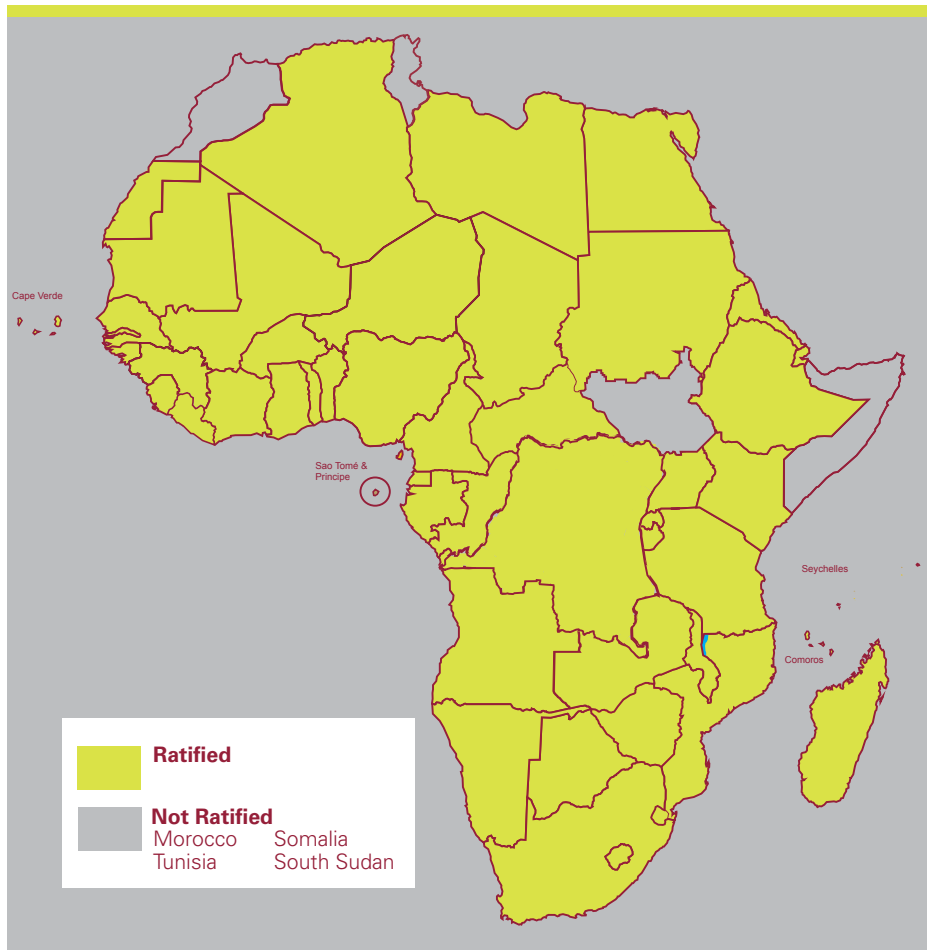 Cape Verde
Sao Tomé &
Principe
Seychelles
Comoros
Ratified
Not Ratified
Morocco Somalia
Tunisia South Sudan